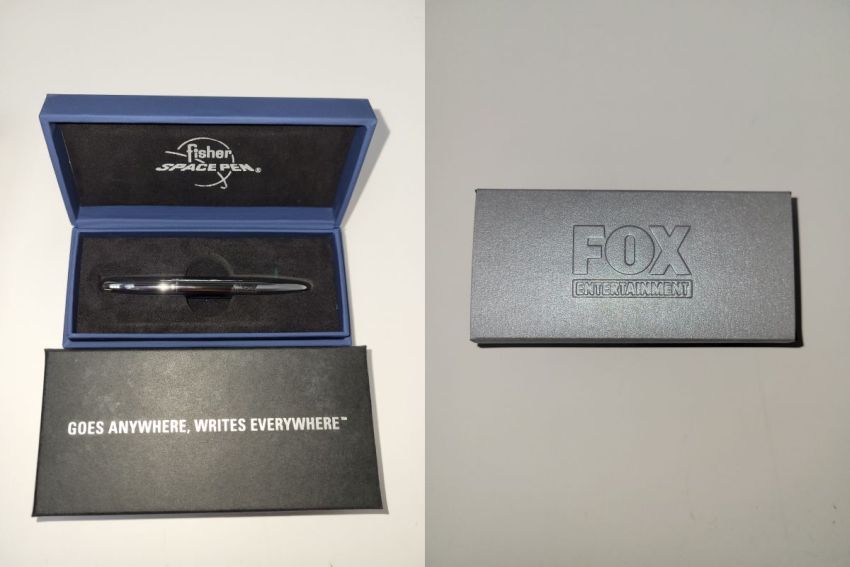 fisher
SPACE PEN®
GOES ANYWHERE, WRITES EVERYWHERE™
FOX
ENTERTAINMENT